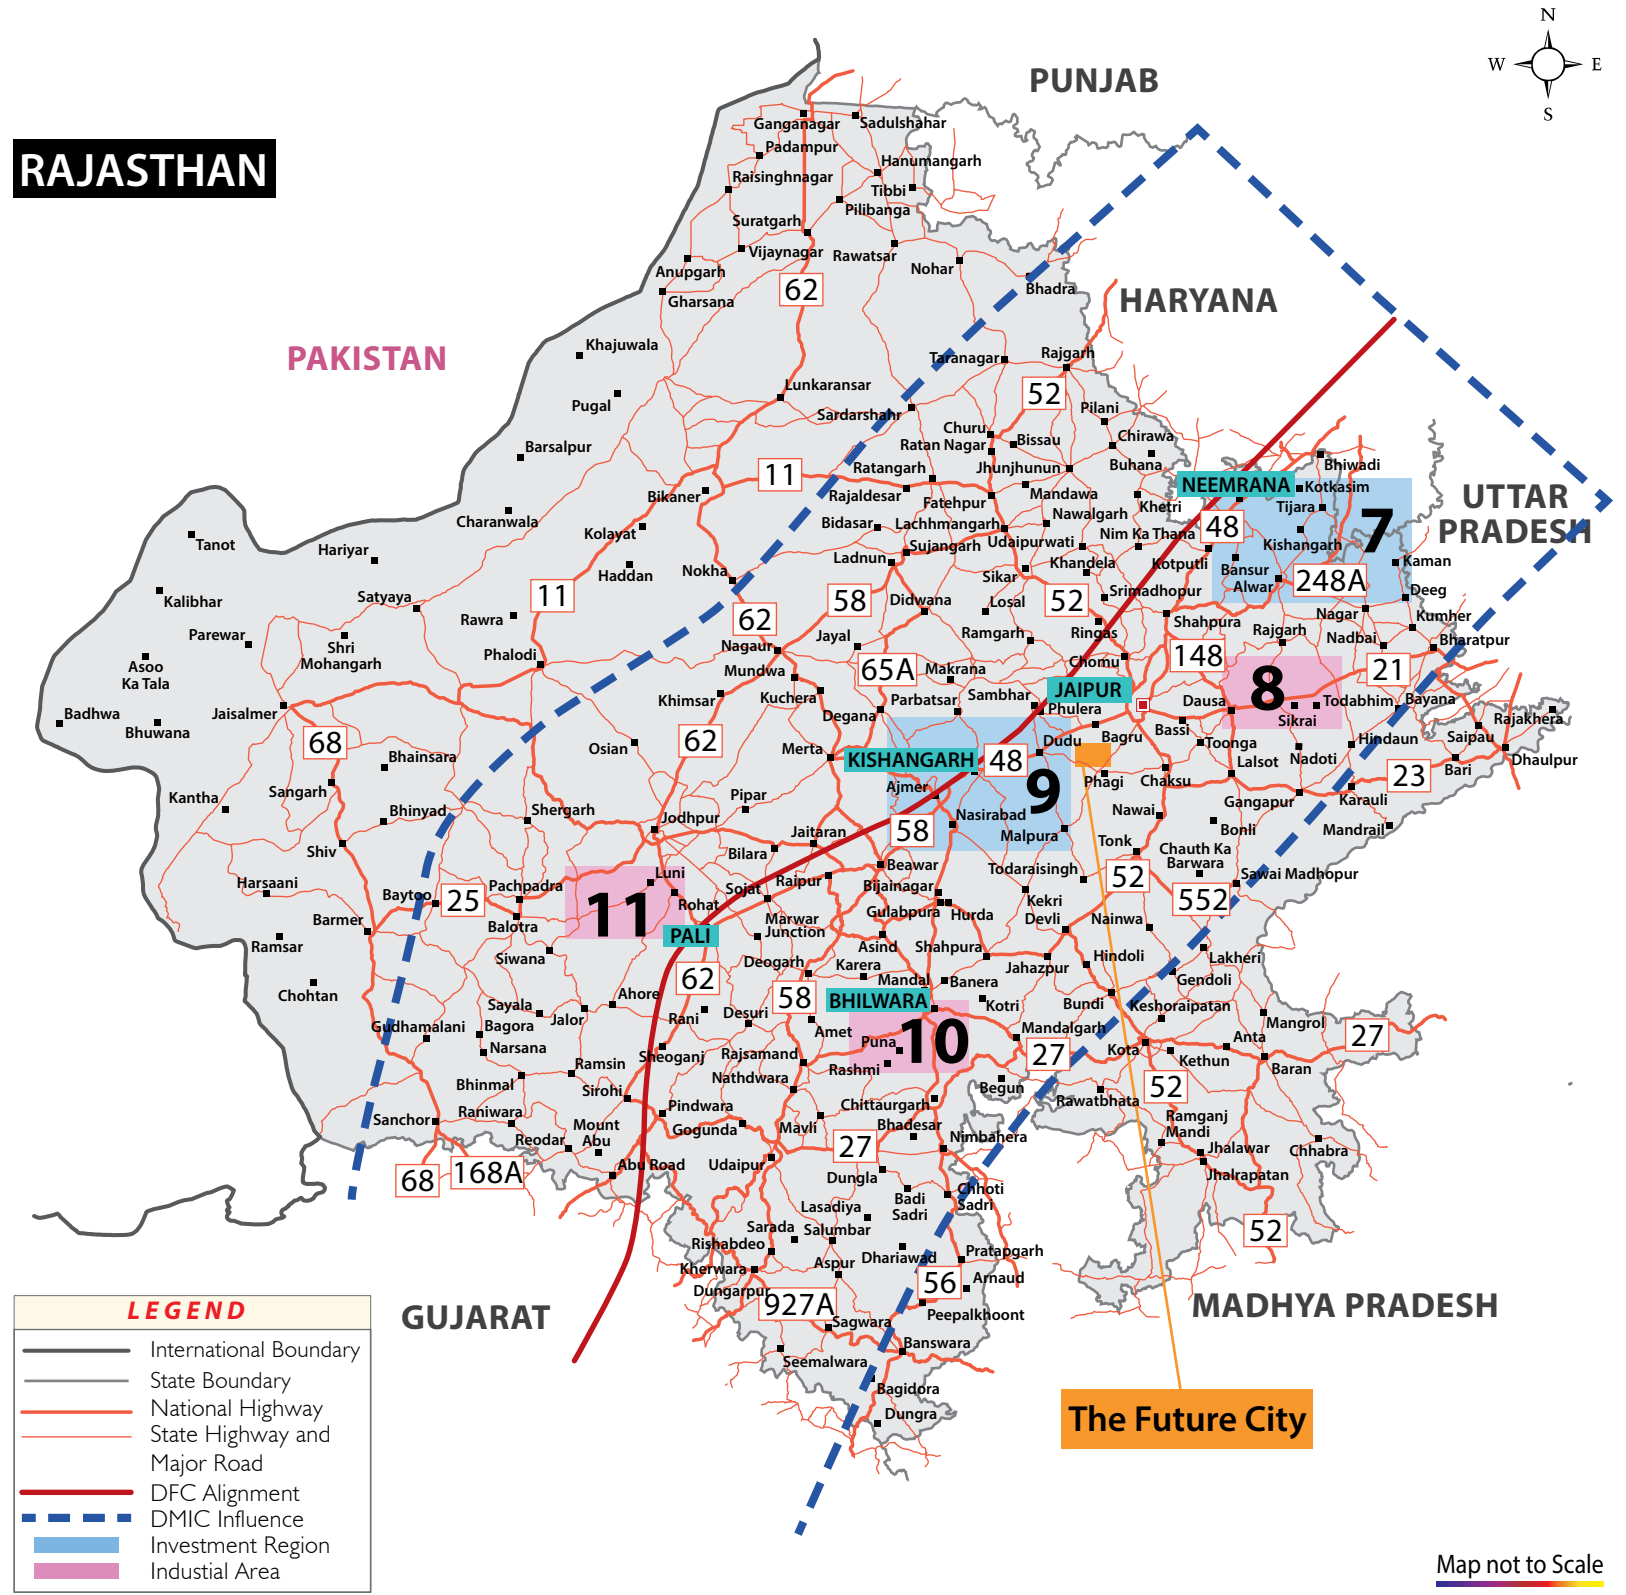 N
W
E
S
PUNJAB
RAJASTHAN
Ganganagar
Sadulshahar
Padampur
Hanumangarh
Raisinghnagar
Tibbi
Pilibanga
Suratgarh
Vijaynagar
Rawatsar
Nohar
Anupgarh
Gharsana
62
Bhadra
HARYANA
PAKISTAN
Khajuwala
Taranagar
Rajgarh
Lunkaransar
52
Pugal
Sardarshahr
Pilani
Churu
Ratan Nagar
Bissau
Chirawa
Barsalpur
Buhana
11
Ratangarh
Jhunjhunun
Bhiwadi
NEEMRANA
Kotkasim
Bikaner
Rajaldesar
Fatehpur
Mandawa
Khetri
Tijara
7
UTTAR
PRADESH
Charanwala
Bidasar
Lachhmangarh
Nawalgarh
48
Tanot
Kolayat
Nim Ka Thana
Hariyar
Sujangarh
Udaipurwati
Kishangarh
Ladnun
Khandela
Kotputli
Kaman
Haddan
Nokha
Sikar
Bansur
Alwar
248A
Kalibhar
Satyaya
11
58
Didwana
Losal
52
Srimadhopur
Deeg
Rawra
62
Nagar
Kumher
Parewar
Jayal
Ramgarh
Ringas
Shahpura
Rajgarh
Nadbai
Bharatpur
Shri
Mohangarh
Phalodi
Nagaur
148
Asoo
Ka Tala
Mundwa
65A
Makrana
Chomu
21
Khimsar
Kuchera
Parbatsar
Sambhar
JAIPUR
8
Dausa
Todabhim
Bayana
Badhwa
Jaisalmer
Degana
Phulera
Sikrai
Rajakhera
Bhuwana
68
62
Bassi
Osian
Merta
Dudu
Bagru
Toonga
Hindaun
Saipau
Bhainsara
KISHANGARH
48
Lalsot
Nadoti
Dhaulpur
Bari
23
Sangarh
Ajmer
9
Phagi
Chaksu
Kantha
Pipar
Gangapur
Karauli
Bhinyad
Shergarh
Jodhpur
Nasirabad
Nawai
58
Malpura
Bonli
Mandrail
Jaitaran
Tonk
Shiv
Bilara
Chauth Ka
Barwara
Beawar
Todaraisingh
Luni
52
Sawai Madhopur
Harsaani
Pachpadra
Sojat
Raipur
Bijainagar
Baytoo
25
11
Rohat
Kekri
552
Barmer
Gulabpura
Hurda
Devli
Nainwa
Balotra
PALI
Marwar
Junction
Ramsar
Asind
Shahpura
Siwana
Deogarh
Karera
Jahazpur
Hindoli
Lakheri
62
Mandal
Banera
Gendoli
Chohtan
Ahore
58
BHILWARA
Sayala
Kotri
Bundi
Keshoraipatan
Jalor
Rani
Desuri
Mangrol
Gudhamalani
Bagora
Amet
10
Mandalgarh
27
Narsana
Puna
Anta
Sheoganj
Rajsamand
27
Kota
Kethun
Ramsin
Rashmi
Baran
Nathdwara
Bhinmal
Sirohi
Begun
52
Rawatbhata
Chittaurgarh
Sanchor
Raniwara
Pindwara
Mount
Abu
Gogunda
Mavli
Bhadesar
Ramganj
Mandi
Reodar
Nimbahera
27
Jhalawar
Chhabra
68
168A
Abu Road
Udaipur
Dungla
Jhalrapatan
Chhoti
Sadri
Badi
Sadri
Lasadiya
Sarada
Salumbar
52
Rishabdeo
Dhariawad
Pratapgarh
Kherwara
Aspur
Arnaud
56
Dungarpur
927A
GUJARAT
Peepalkhoont
MADHYA PRADESH
Sagwara
Banswara
Seemalwara
Bagidora
Dungra
The Future City
LEGEND
International Boundary
State Boundary
National Highway
State Highway and
Major Road
DFC Alignment
DMIC Influence
Investment Region
Industial Area
Map not to Scale